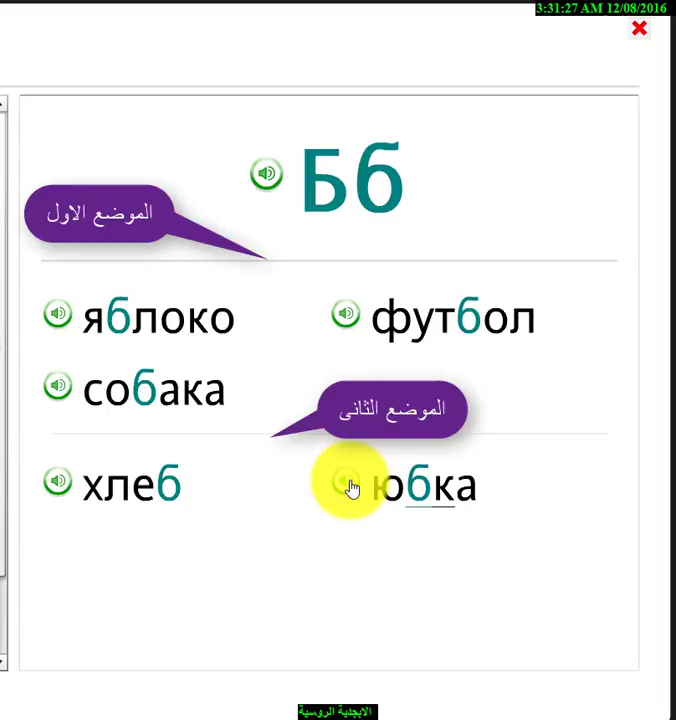 3:31:27 AM 12/08/2016
Бб
الموضع الاول
яблоко
футбол
собака
الموضع الثانى
хлеб
юбка
الابجدية الروسية